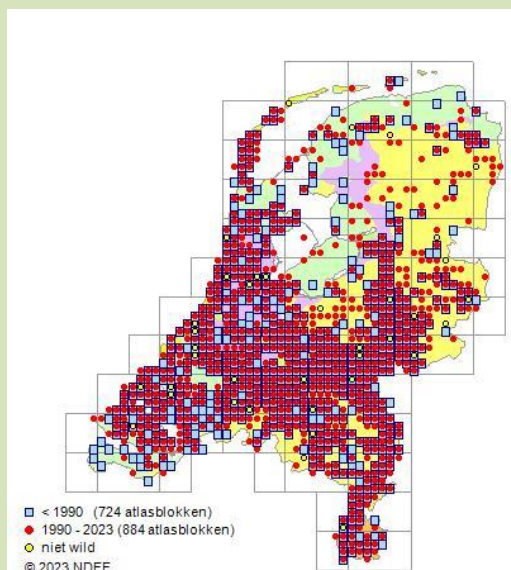 < 1990 (724 atlasblokken)
1990 - 2023 (884 atlasblokken)
niet wild
© 2023 NDFF